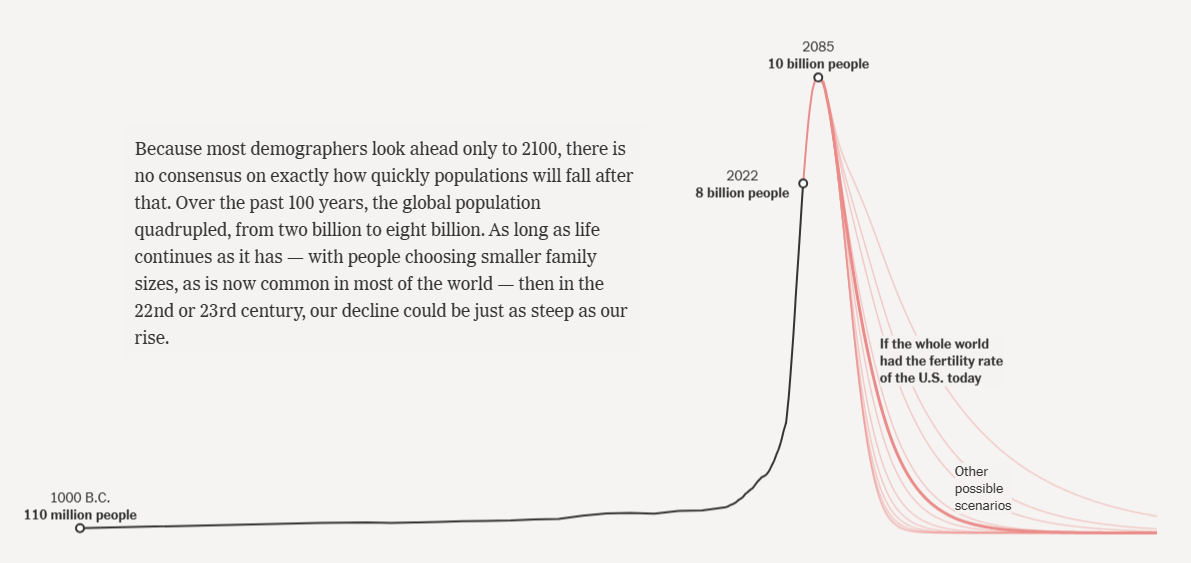 2085
10 billion people
Because most demographers look ahead only to 2100, there is
no consensus on exactly how quickly populations will fall after
that. Over the past 100 years, the global population
quadrupled, from two billion to eight billion. As long as life
continues as it has — with people choosing smaller family
sizes, as is now common in most of the world — then in the
22nd or 23rd century, our decline could be just as steep as our
rise.
2022
8 billion people
If the whole world
had the fertility rate
of the U.S. today
Other
possible
scenarios
1000 B.C.
110 million people